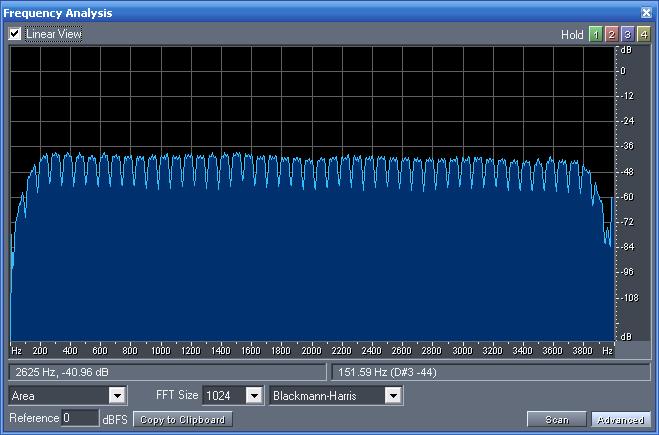 Frequency Analysis
Linear View Hold 1 2 3 4
dB
0
-12
-24
-36
-48
-60
-72
-84
-96
-108
dB
Hz 200 400 600 800 1000 1200 1400 1600 1800 2000 2200 2400 2600 2800 3000 3200 3400 3600 3800 Hz
2625 Hz, -40.96 dB 151.59 Hz (D#3 -44)
Area FFT Size 1024 Blackmann-Harris
Reference 0 dBFS Copy to Clipboard Scan Advanced